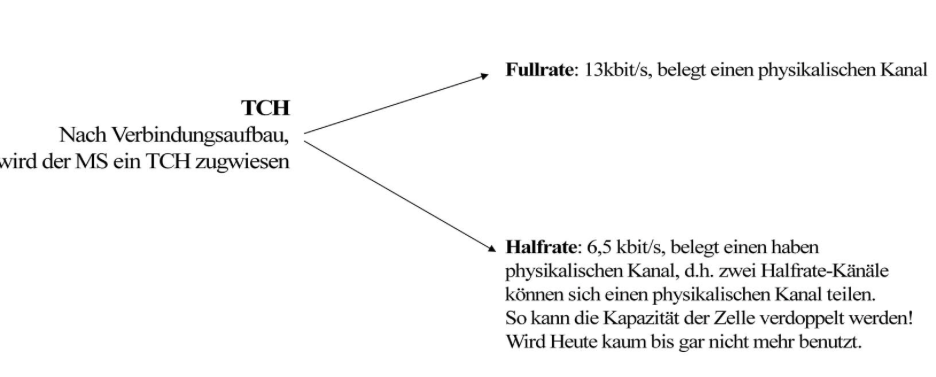 TCH
Nach Verbindungsaufbau,
wird der MS ein TCH zugwiesen
Fullrate: 13kbit/s, belegt einen physikalischen Kanal
Halfrate: 6,5 kbit/s, belegt einen haben
physikalischen Kanal, d.h. zwei Halfrate-Känäle
können sich einen physikalischen Kanal teilen.
So kann die Kapazität der Zelle verdoppelt werden!
Wird Heute kaum bis gar nicht mehr benutzt.